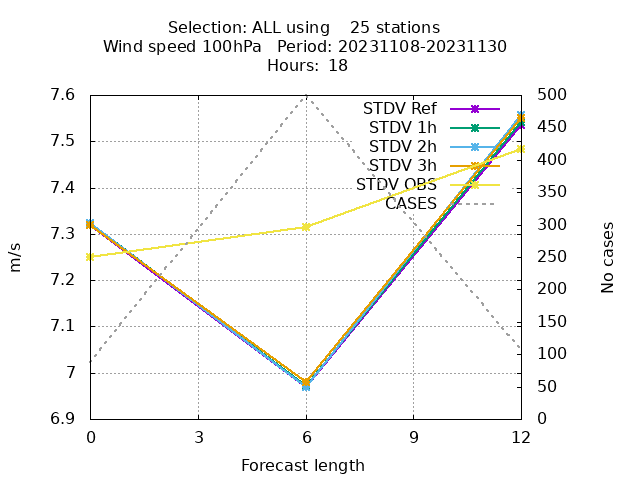 Selection: ALL using    25 stations
Wind speed 100hPa   Period: 20231108-20231130
Hours:  18
7.6
7.5
7.4
7.3
7.2
7.1
7
6.9
m/s
STDV Ref
STDV 1h
STDV 2h
STDV 3h
STDV OBS
CASES
500
450
400
350
300
250
200
150
100
50
0
No cases
0
3
6
9
12
Forecast length